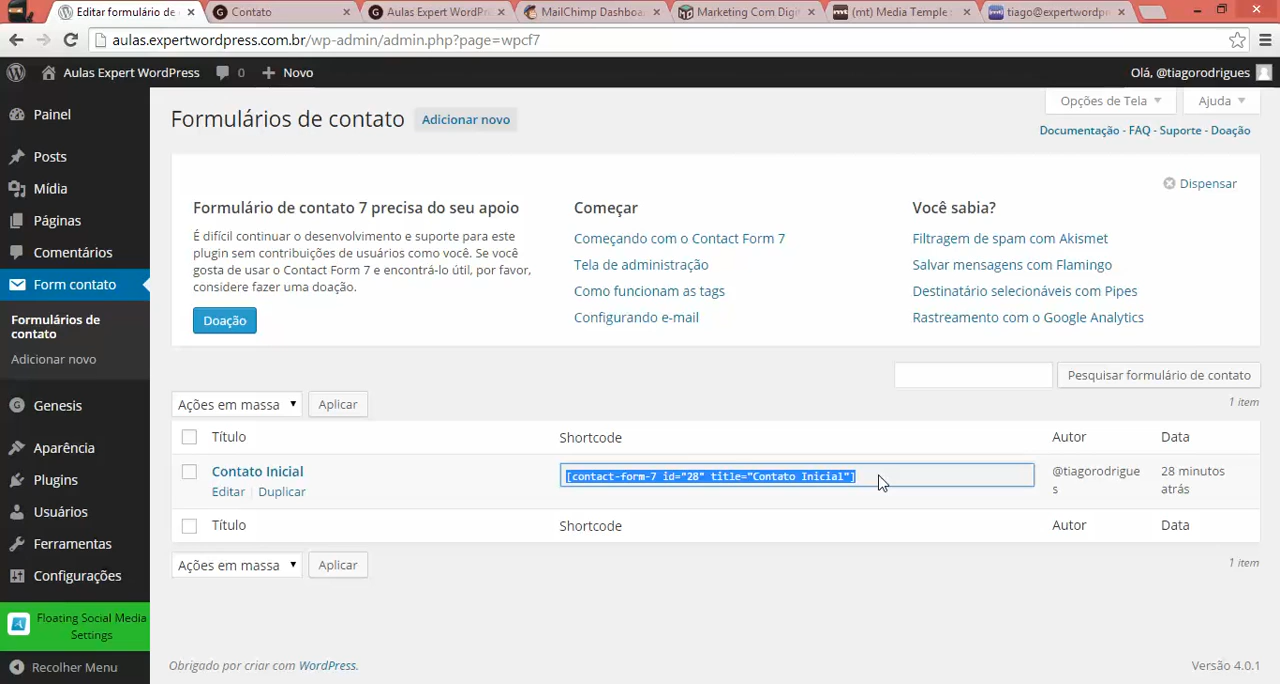 Editar formulário de
Contato
Aulas Expert WordPr
MailChimp Dashboa
Marketing Com Digi
(mt) Media Temple :
tiago@expertwordpr
aulas.expertwordpress.com.br/wp-admin/admin.php?page=wpcf7
Aulas Expert WordPress
0
Novo
Olá, @tiagorodrigues
Painel
Posts
Mídia
Páginas
Comentários
Form contato
Formulários de
contato
Adicionar novo
Genesis
Aparência
Plugins
Usuários
Ferramentas
Configurações
Floating Social Media
Settings
Recolher Menu
Formulários de contato
Adicionar novo
Opções de Tela
Ajuda
Documentação - FAQ - Suporte - Doação
Dispensar
Formulário de contato 7 precisa do seu apoio
É difícil continuar o desenvolvimento e suporte para este
plugin sem contribuições de usuários como você. Se você
gosta de usar o Contact Form 7 e encontrá-lo útil, por favor,
considere fazer uma doação.
Doação
Começar
Começando com o Contact Form 7
Tela de administração
Como funcionam as tags
Configurando e-mail
Você sabia?
Filtragem de spam com Akismet
Salvar mensagens com Flamingo
Destinatário selecionáveis com Pipes
Rastreamento com o Google Analytics
Pesquisar formulário de contato
Ações em massa
Aplicar
1 item
Título
Shortcode
Autor
Data
Contato Inicial
[contact-form-7 id="28" title="Contato Inicial"]
@tiagorodrigue
s
28 minutos
atrás
Editar | Duplicar
Título
Shortcode
Autor
Data
Ações em massa
Aplicar
1 item
Obrigado por criar com WordPress.
Versão 4.0.1